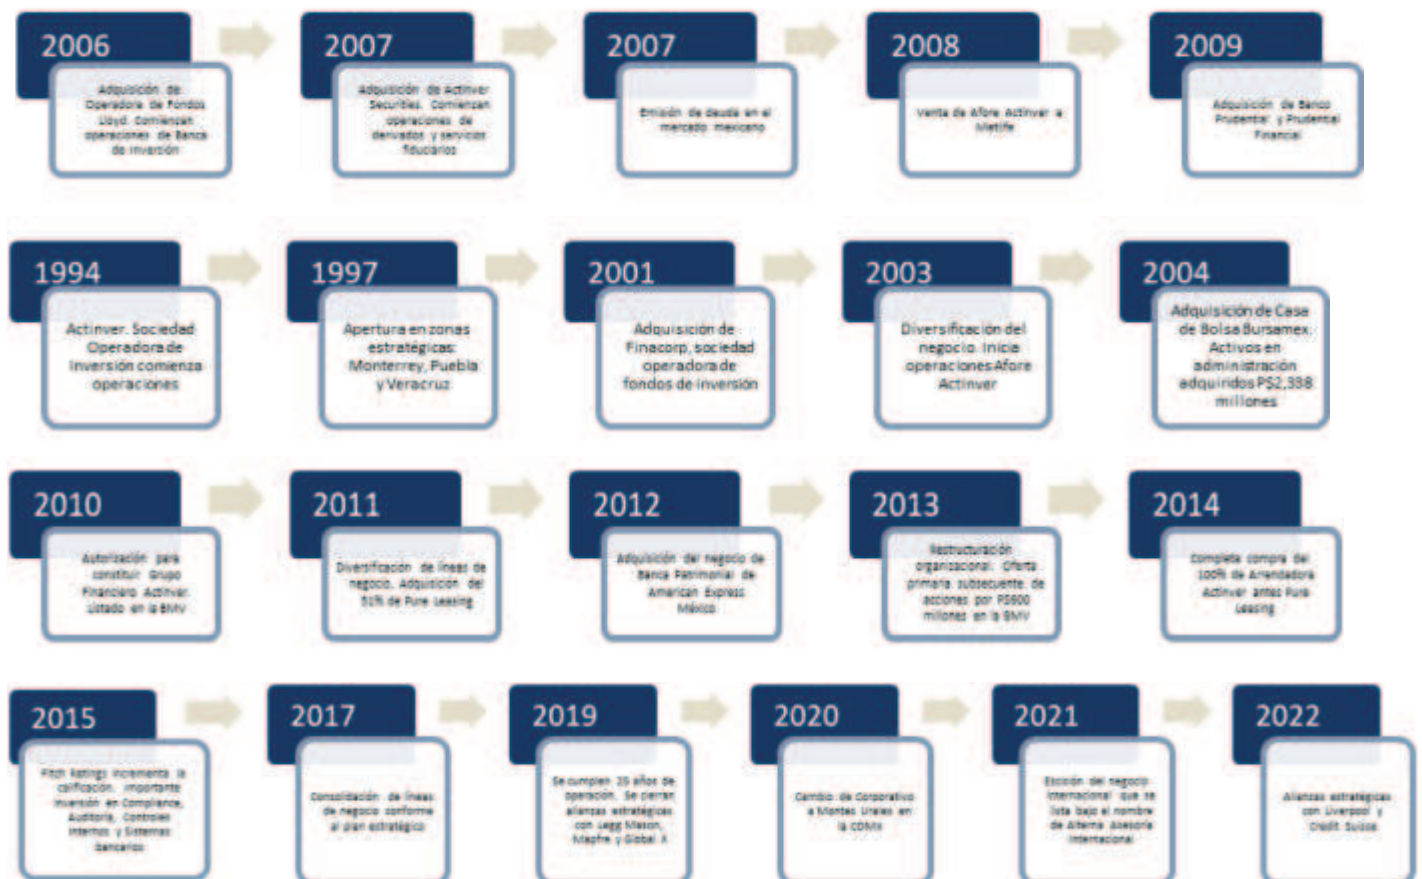 2006
Adquisición de
Operadora de Fondos
Lloyd. Comienzan
operaciones de Banca
de Inversión
2007
Adquisición de Actinver
Securities. Comienzan
operaciones de
derivados y servicios
fiduciarios
2007
Emisión de deuda en el
mercado mexicano
2008
Venta de Afore Actinver a
Metlife
2009
Adquisición de Banco
Prudential y Prudential
Financial
1994
Actinver. Sociedad
Operadora de
Inversión comienza
operaciones
1997
Apertura en zonas
estratégicas:
Monterrey, Puebla
y Veracruz
2001
Adquisición de
Finacorp, sociedad
operadora de
fondos de inversión
2003
Diversificación del
negocio. Inicia
operaciones Afore
Actinver
2004
Adquisición de Casa
de Bolsa Bursamex.
Activos en
administración
adquiridos PS2,338
millones
2010
Autorización para
constituir Grupo
Financiero Actinver.
Listado en la BMV
2011
Diversificación de líneas de
negocio. Adquisición del
51% de Pure Leasing
2012
Adquisición del negocio de
Banca Patrimonial de
American Express
México
2013
Restructuración
organizacional. Oferta
primaria subsecuente de
acciones por PS600
millones en la BMV
2014
Completa compra del
100% de Arrendadora
Actinver antes Pure
Leasing
2015
Fitch Ratings incrementa la
calificación. Importante
inversión en Compliance,
Auditoría, Controles
Internos y Sistemas
bancarios
2017
Consolidación de líneas
de negocio conforme
al plan estratégico
2019
Se cumplen 25 años de
operación. Se cierran
alianzas estratégicas
con Legg Mason,
Mapfre y Global X
2020
Cambio de Corporativo
a Montes Urales en
la CDMX
2021
Escisión del negocio
internacional que se
lista bajo el nombre
de Alterna Asesoría
Internacional
2022
Alianzas estratégicas
con Liverpool y
Credit Suisse